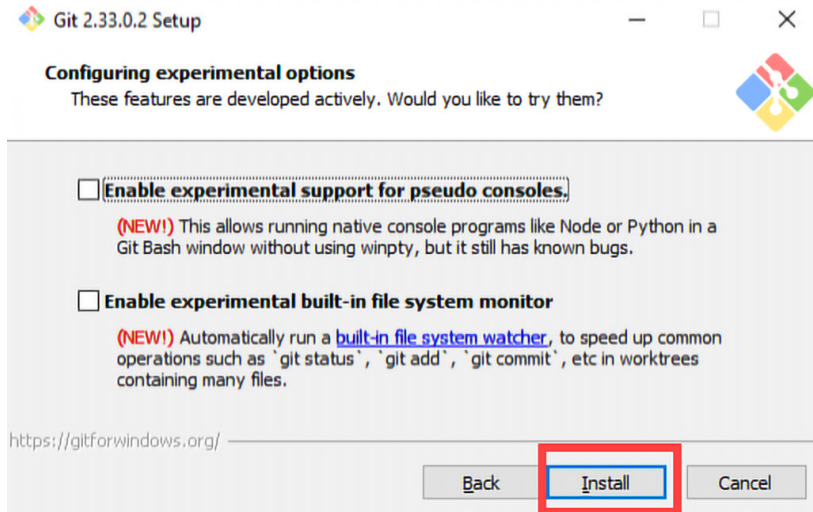 Git 2.33.0.2 Setup
Configuring experimental options
These features are developed actively. Would you like to try them?
Enable experimental support for pseudo consoles.
(NEW!) This allows running native console programs like Node or Python in a
Git Bash window without using winpty, but it still has known bugs.
Enable experimental built-in file system monitor
(NEW!) Automatically run a built-in file system watcher, to speed up common
operations such as `git status`, `git add`, `git commit`, etc in worktrees
containing many files.
https://gitforwindows.org/
Back Install Cancel